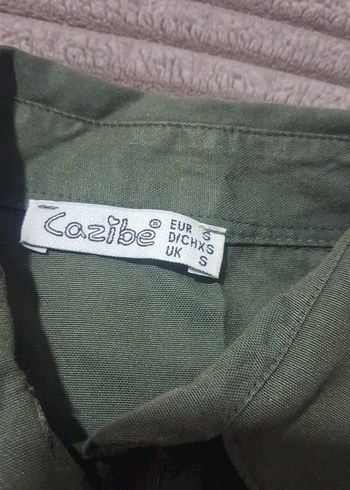 Cazibe®
EUR S
D/CH XS
UK S